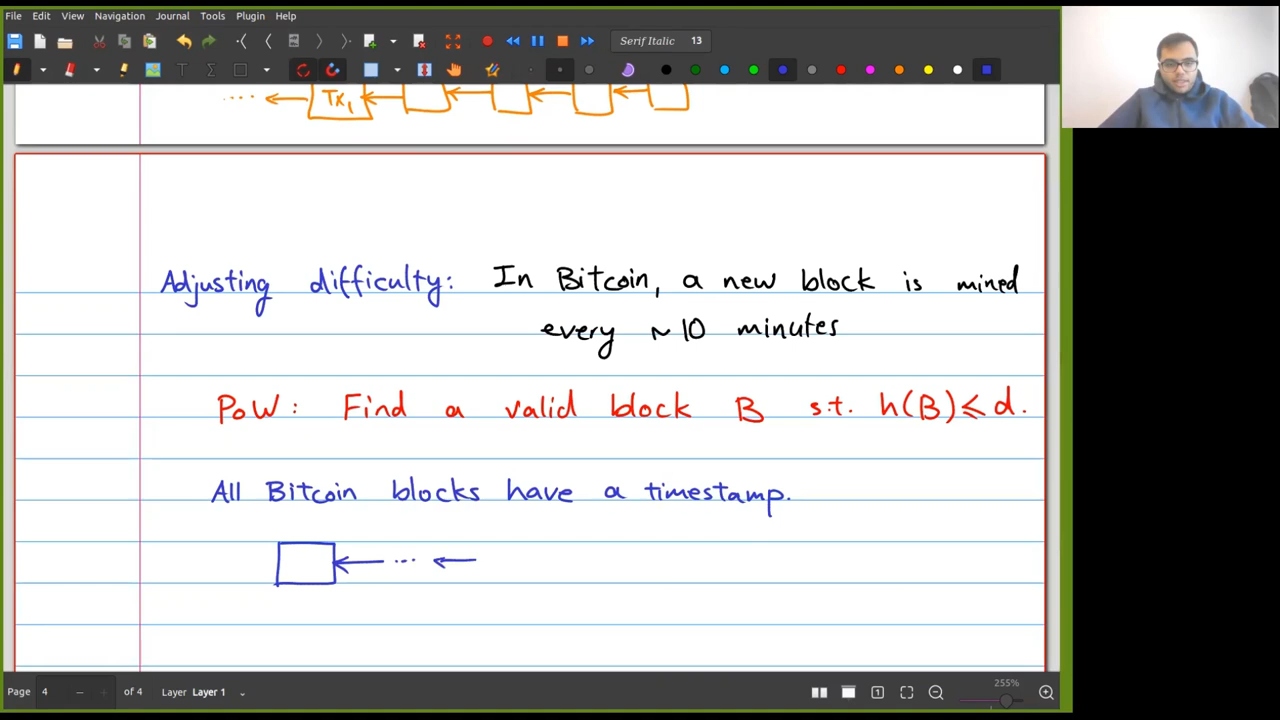 File Edit View Navigation Journal Tools Plugin Help
Serif Italic 13
Tx1
Adjusting difficulty: In Bitcoin, a new block is mined
every ~10 minutes
PoW: Find a valid block B s.t. h(B)≤d.
All Bitcoin blocks have a timestamp.
Page 4 of 4 Layer Layer 1 255%